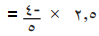 = ٤-/٥ × ٢,٥